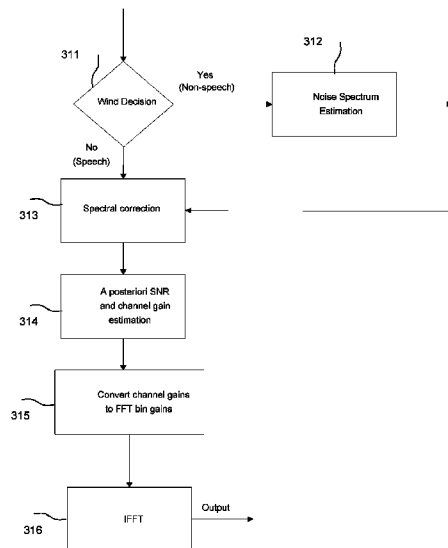 311
Wind Decision
Yes
(Non-speech)
312
Noise Spectrum
Estimation
No
(Speech)
313
Spectral correction
314
A posteriori SNR
and channel gain
estimation
315
Convert channel gains
to FFT bin gains
316
IFFT
Output